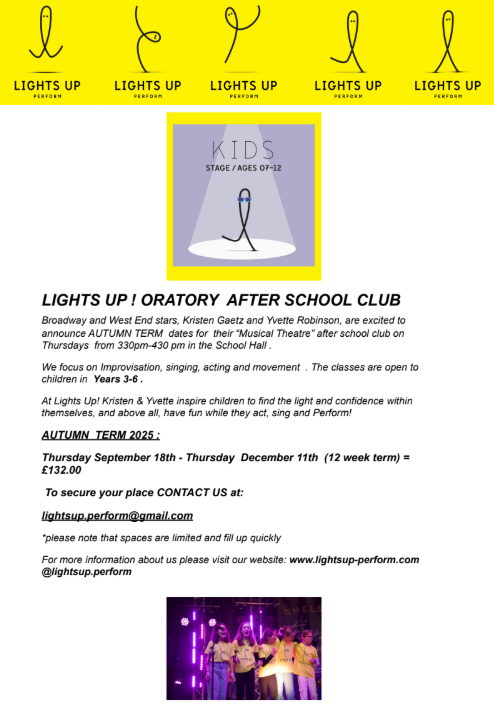 LIGHTS UP LIGHTS UP LIGHTS UP LIGHTS UP LIGHTS UP
PERFORM PERFORM PERFORM PERFORM PERFORM
KIDS
STAGE / AGES 07-12
LIGHTS UP ! ORATORY AFTER SCHOOL CLUB
Broadway and West End stars, Kristen Gaetz and Yvette Robinson, are excited to
announce AUTUMN TERM dates for their “Musical Theatre” after school club on
Thursdays from 330pm-430 pm in the School Hall .
We focus on Improvisation, singing, acting and movement . The classes are open to
children in Years 3-6 .
At Lights Up! Kristen & Yvette inspire children to find the light and confidence within
themselves, and above all, have fun while they act, sing and Perform!
AUTUMN TERM 2025 :
Thursday September 18th - Thursday December 11th (12 week term) =
£132.00
To secure your place CONTACT US at:
lightsup.perform@gmail.com
*please note that spaces are limited and fill up quickly
For more information about us please visit our website: www.lightsup-perform.com
@lightsup.perform